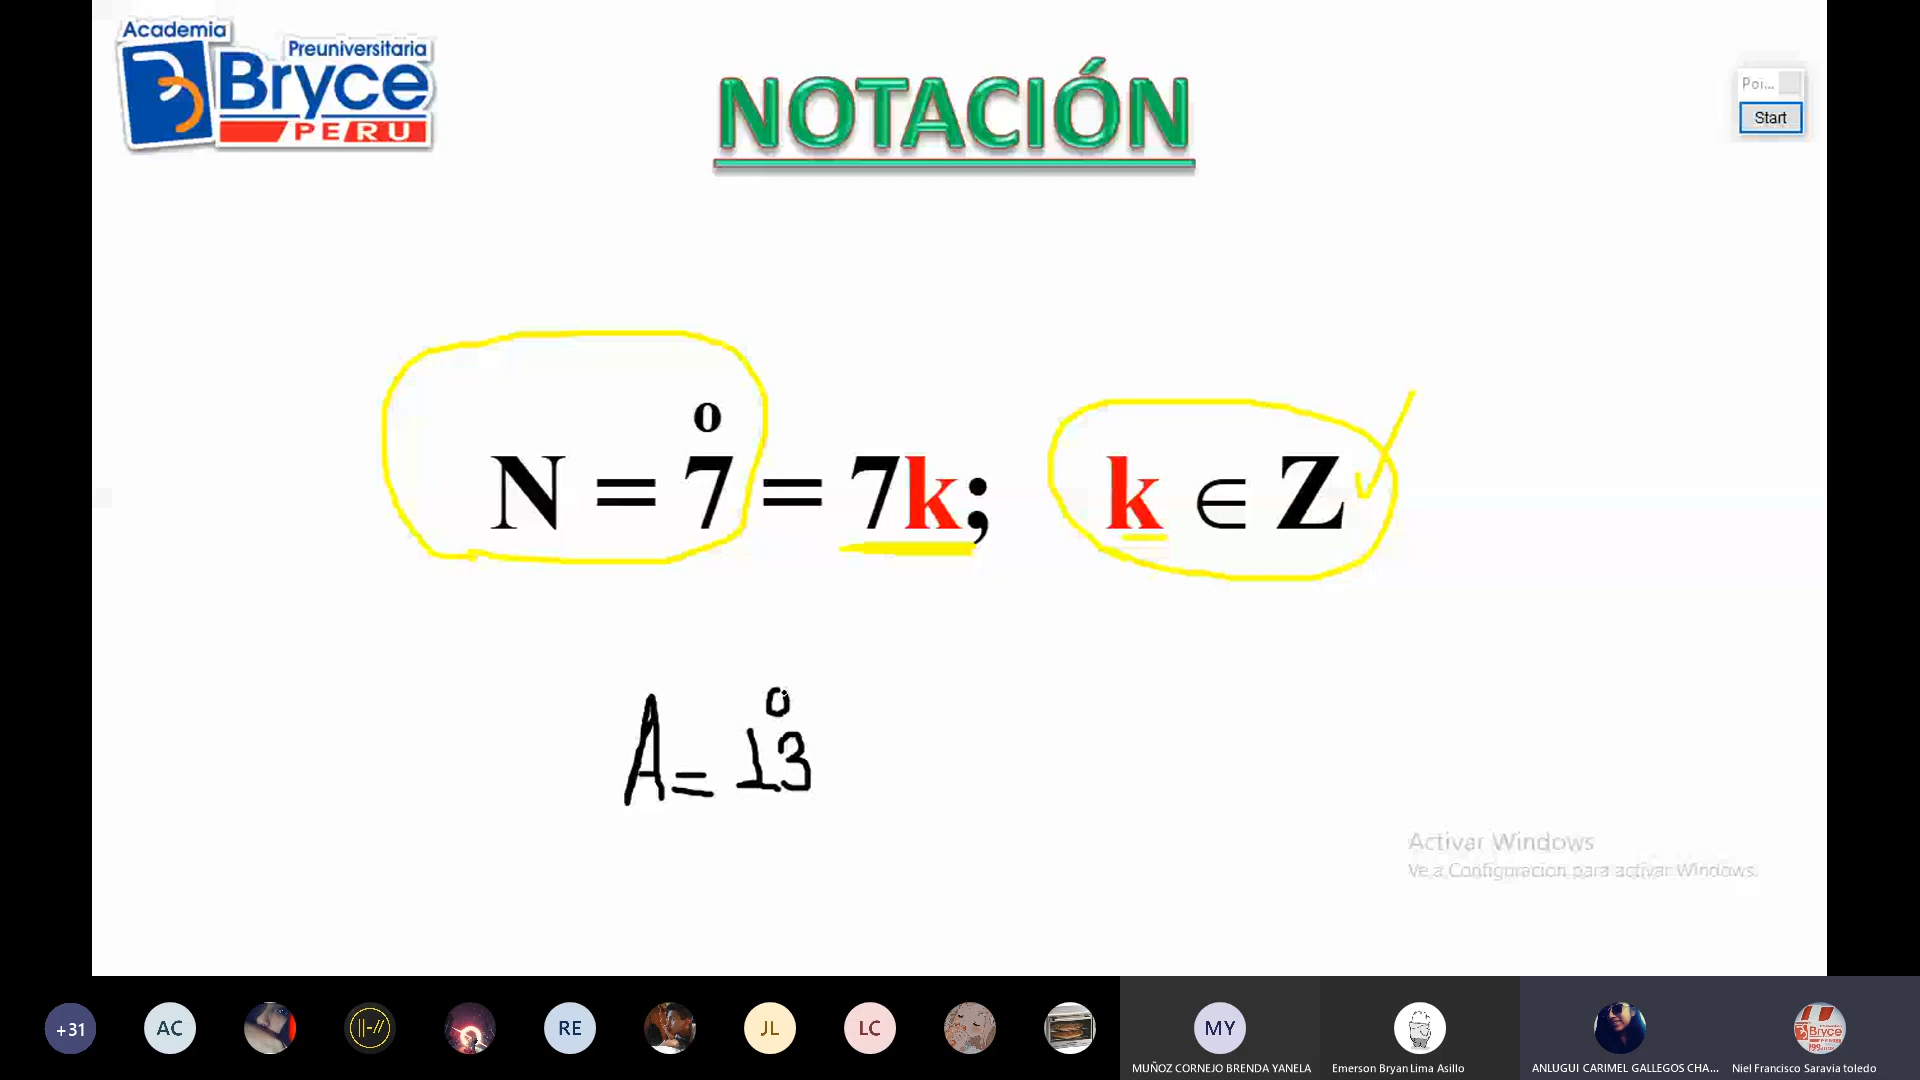 Academia
Preuniversitaria
Bryce
PERU
NOTACIÓN
Poi...
Start
o
N = 7 = 7k; k ∈ Z
o
A = 13
Activar Windows
Ve a Configuración para activar Windows.
+31
AC
RE
JL
LC
MY
MUÑOZ CORNEJO BRENDA YANELA
Emerson Bryan Lima Asillo
ANLUGUI CARIMEL GALLEGOS CHA...
Bryce
Niel Francisco Saravia toledo